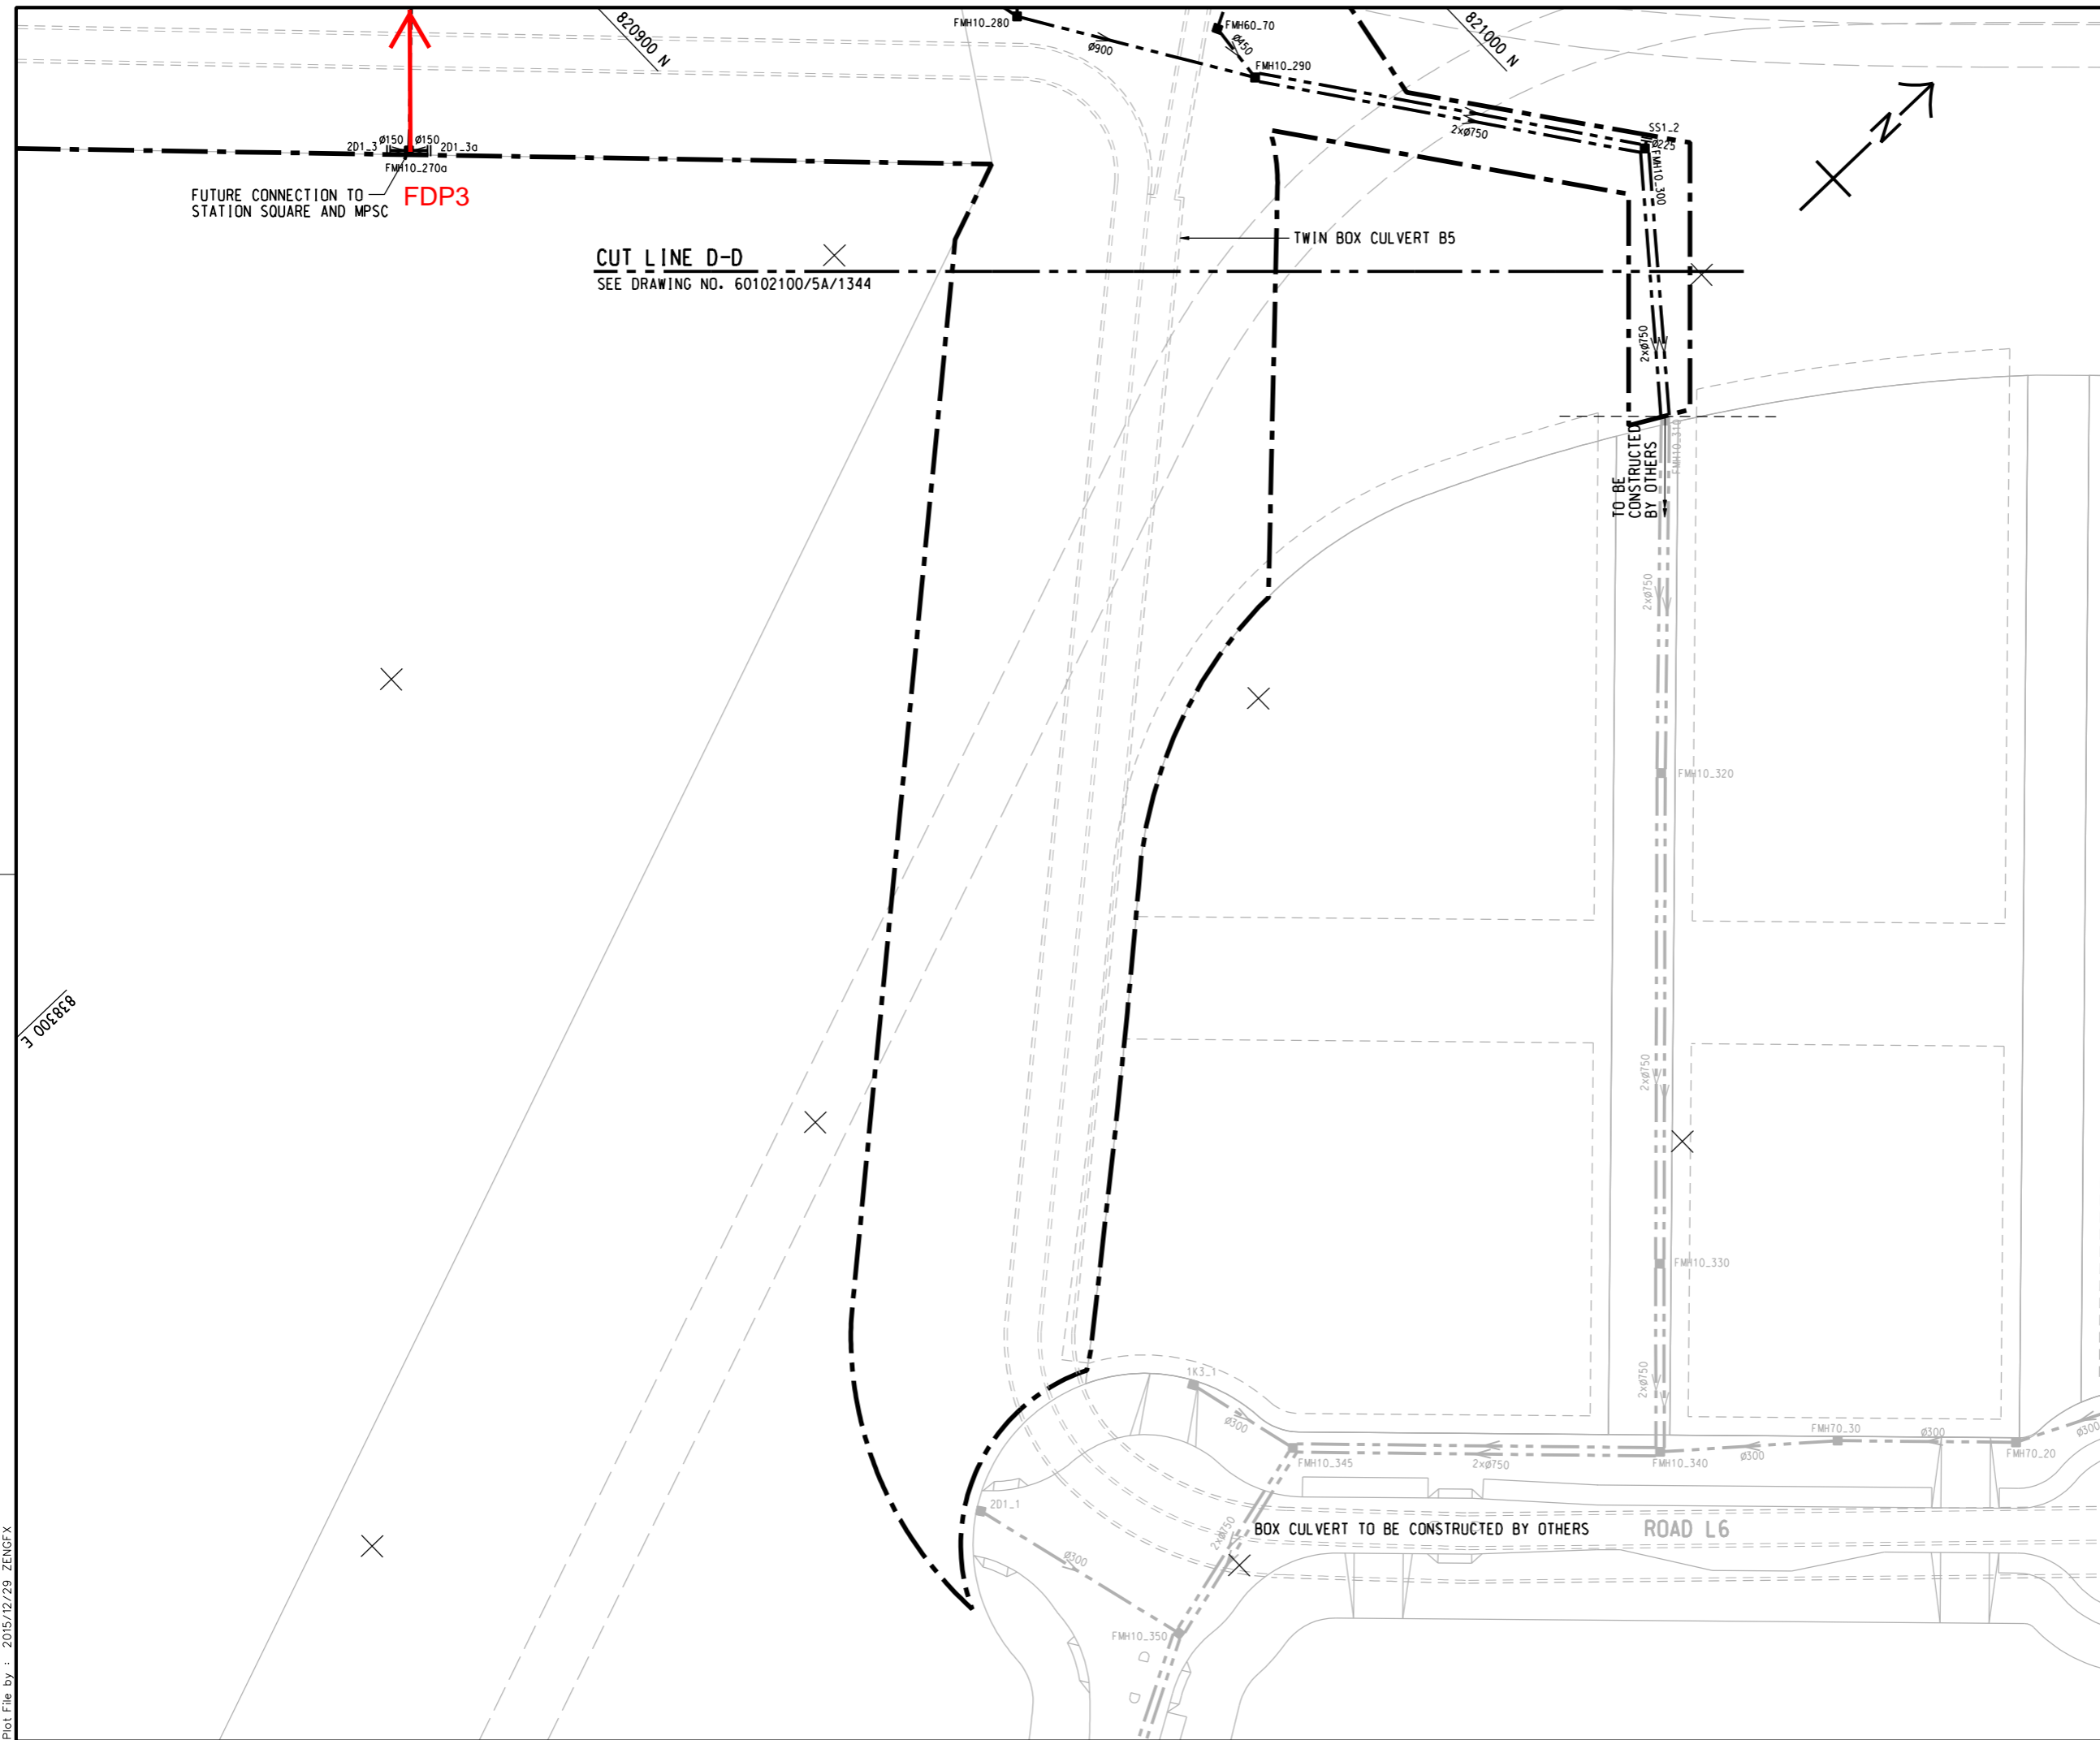 820900 N
FMH10_280
Ø900
FMH60_70
Ø450
FMH10_290
821000 N
2xØ750
SS1_2
Ø225
FMH10_300
N
2D1_3
Ø150
Ø150
2D1_3a
FMH10_270a
FUTURE CONNECTION TO
STATION SQUARE AND MPSC
FDP3
TWIN BOX CULVERT B5
CUT LINE D-D
SEE DRAWING NO. 60102100/5A/1344
2xØ750
FMH10_310
TO BE
CONSTRUCTED
BY OTHERS
2xØ750
FMH10_320
838300 E
2xØ750
FMH10_330
2xØ750
1K3_1
Ø300
FMH10_345
2xØ750
FMH10_340
Ø300
FMH70_30
Ø300
FMH70_20
Ø300
2D1_1
Ø300
2xØ750
BOX CULVERT TO BE CONSTRUCTED BY OTHERS
ROAD L6
FMH10_350
D
D
Plot File by : 2015/12/29 ZENGFX